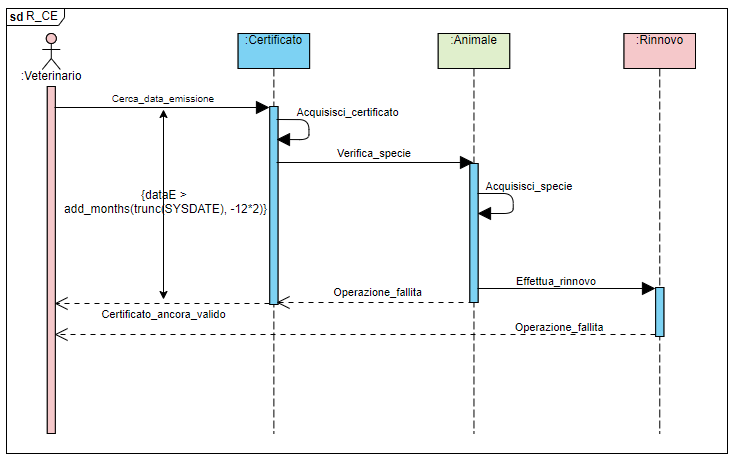 sd R_CE
:Veterinario
:Certificato
:Animale
:Rinnovo
Cerca_data_emissione
Acquisisci_certificato
Verifica_specie
Acquisisci_specie
{dataE >
add_months(trunc(SYSDATE), -12*2)}
Effettua_rinnovo
Operazione_fallita
Certificato_ancora_valido
Operazione_fallita